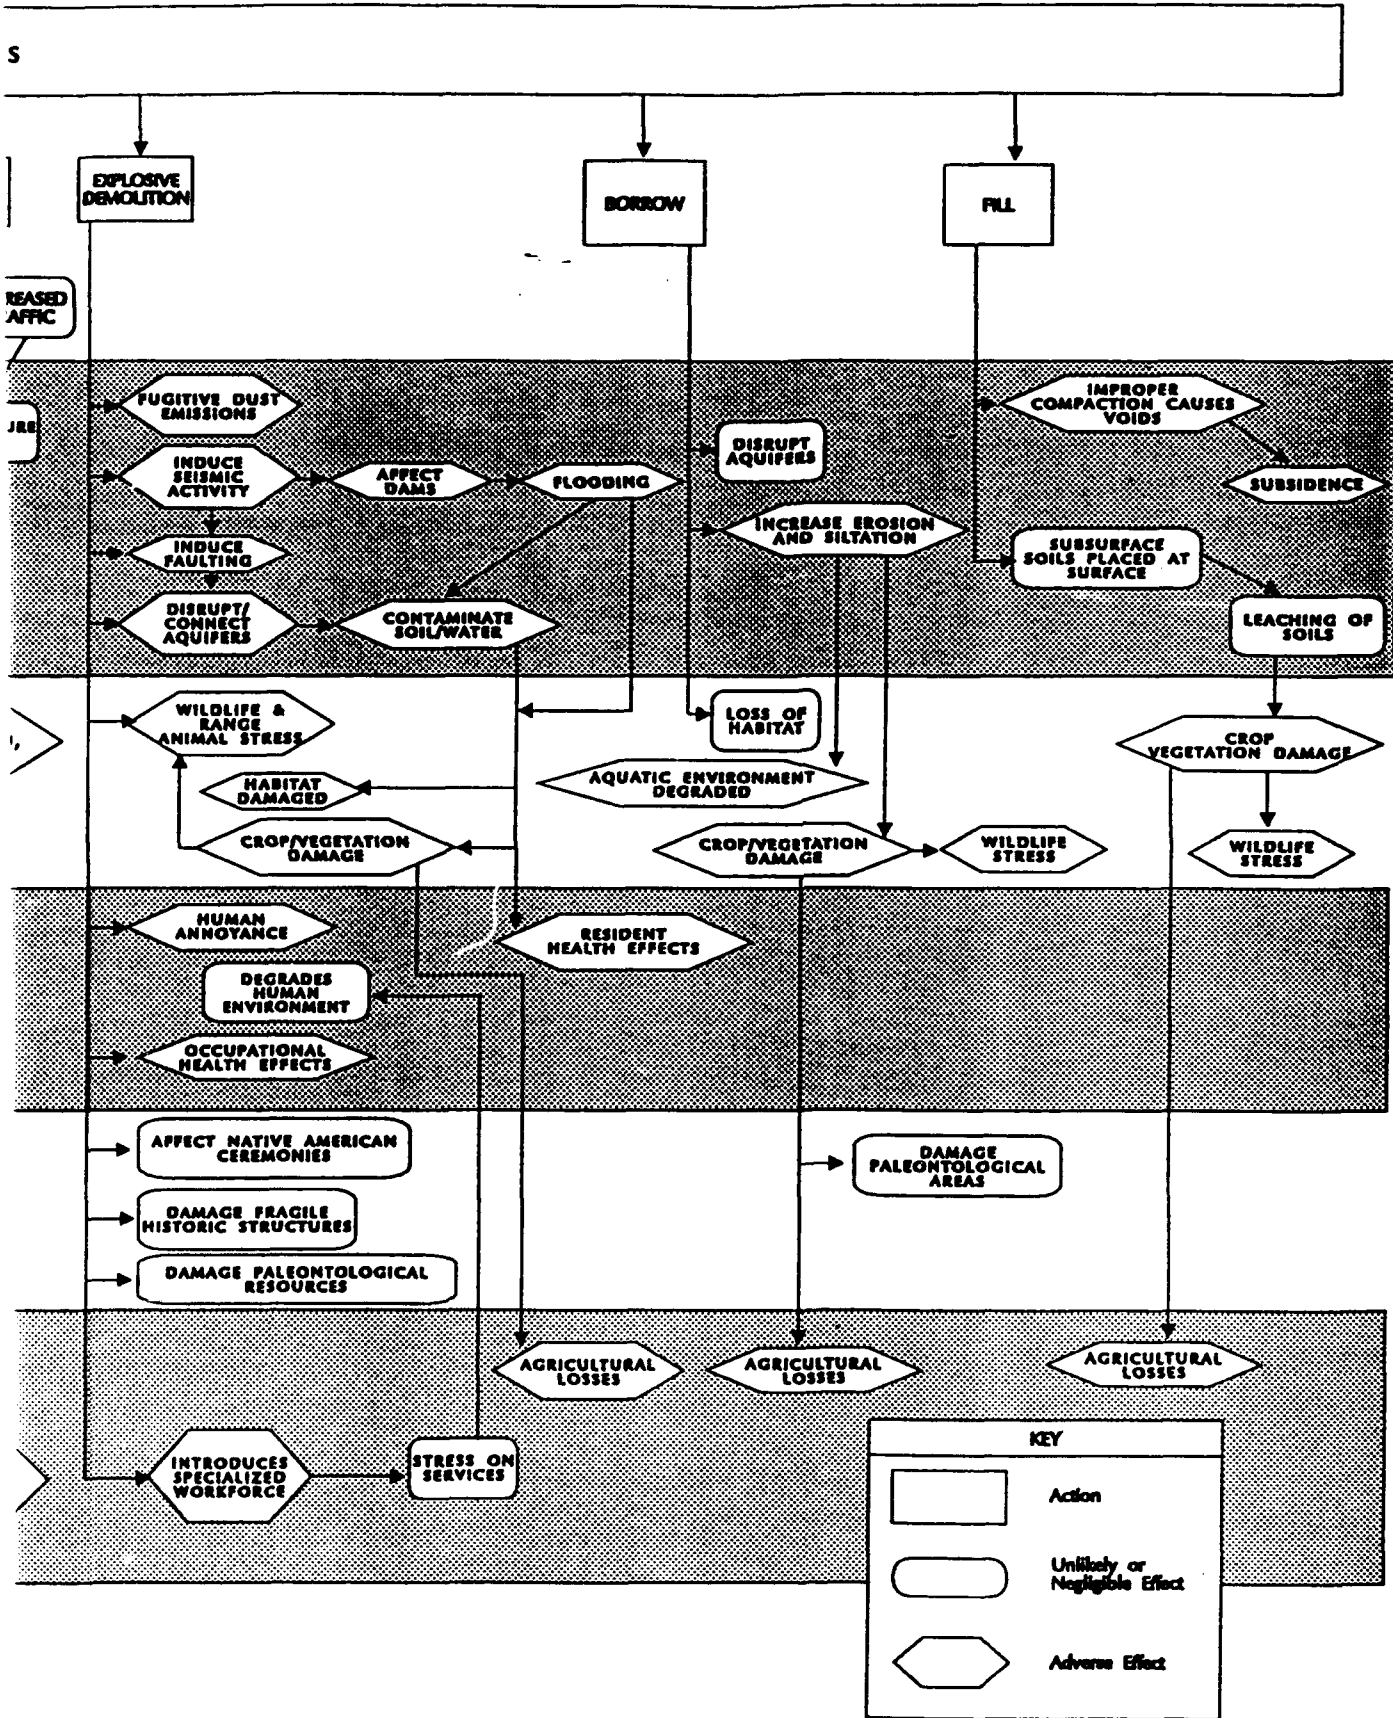 S
EXPLOSIVE
DEMOLITION
BORROW
FILL
REASED
AFFIC
URE
FUGITIVE DUST
EMISSIONS
INDUCE
SEISMIC
ACTIVITY
AFFECT
DAMS
FLOODING
DISRUPT
AQUIFERS
IMPROPER
COMPACTION CAUSES
VOIDS
SUBSIDENCE
INDUCE
FAULTING
INCREASE EROSION
AND SILTATION
SUBSURFACE
SOILS PLACED AT
SURFACE
DISRUPT/
CONNECT
AQUIFERS
CONTAMINATE
SOIL/WATER
LEACHING OF
SOILS
WILDLIFE &
RANGE
ANIMAL STRESS
LOSS OF
HABITAT
CROP
VEGETATION DAMAGE
HABITAT
DAMAGED
AQUATIC ENVIRONMENT
DEGRADED
CROP/VEGETATION
DAMAGE
CROP/VEGETATION
DAMAGE
WILDLIFE
STRESS
WILDLIFE
STRESS
HUMAN
ANNOYANCE
RESIDENT
HEALTH EFFECTS
DEGRADES
HUMAN
ENVIRONMENT
OCCUPATIONAL
HEALTH EFFECTS
AFFECT NATIVE AMERICAN
CEREMONIES
DAMAGE
PALEONTOLOGICAL
AREAS
DAMAGE FRAGILE
HISTORIC STRUCTURES
DAMAGE PALEONTOLOGICAL
RESOURCES
AGRICULTURAL
LOSSES
AGRICULTURAL
LOSSES
AGRICULTURAL
LOSSES
INTRODUCES
SPECIALIZED
WORKFORCE
STRESS ON
SERVICES
KEY
Action
Unlikely or
Negligible Effect
Adverse Effect